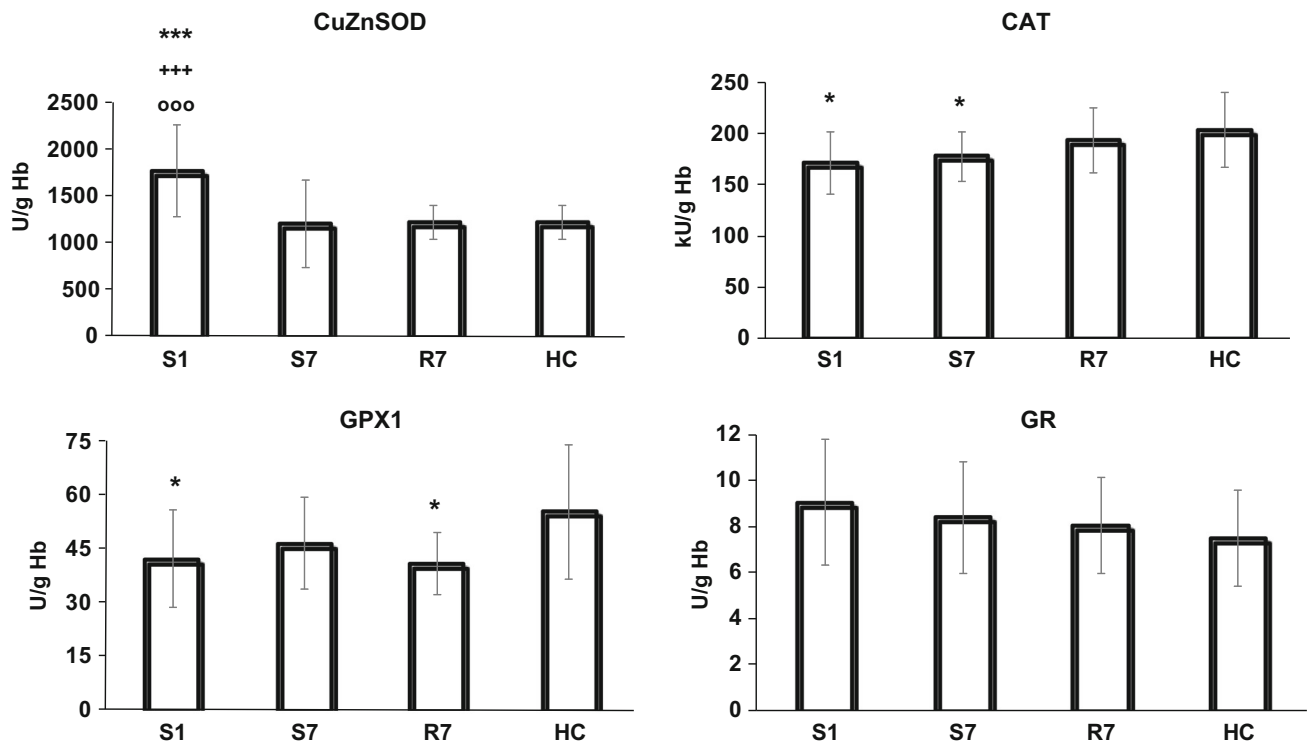 CuZnSOD
***
+++
ooo
U/g Hb
2500
2000
1500
1000
500
0
S1 S7 R7 HC
CAT
* *
kU/g Hb
250
200
150
100
50
0
S1 S7 R7 HC
GPX1
* *
U/g Hb
75
60
45
30
15
0
S1 S7 R7 HC
GR
U/g Hb
12
10
8
6
4
2
0
S1 S7 R7 HC